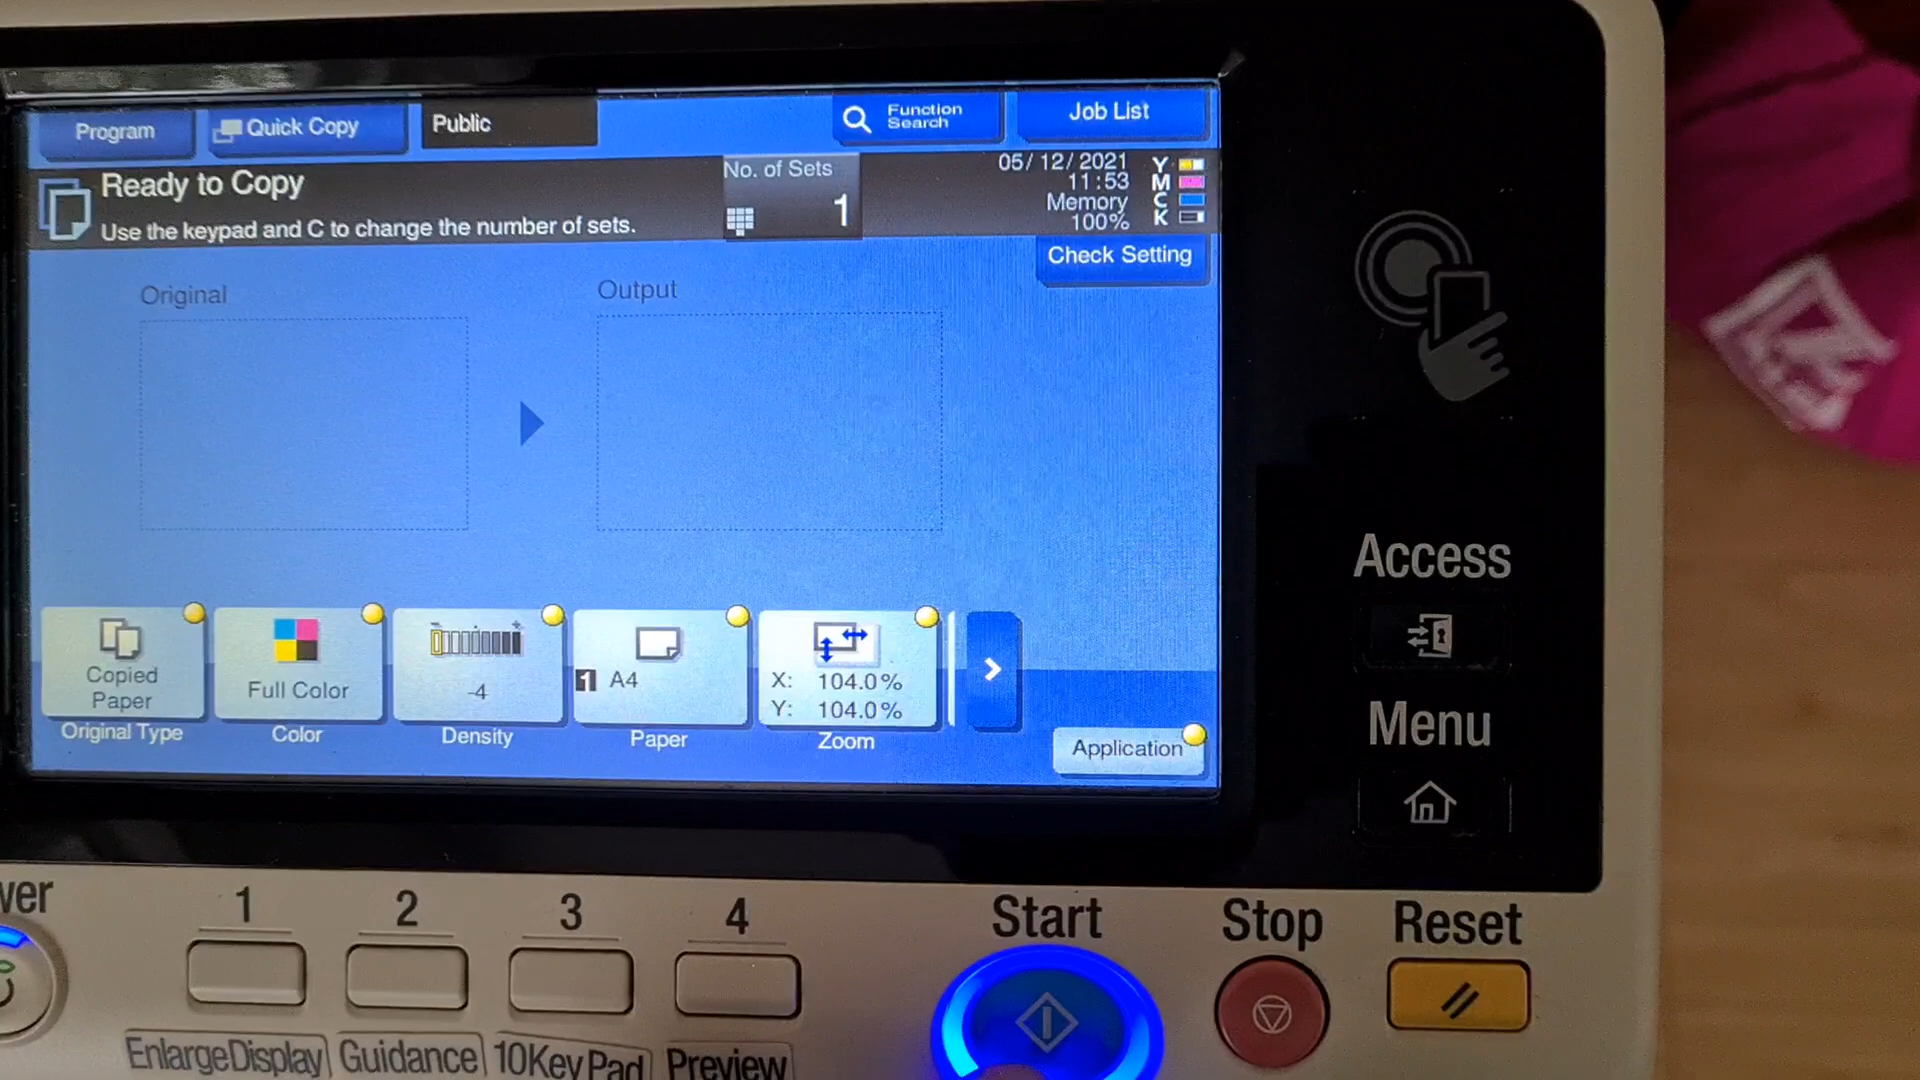 Program
Quick Copy
Public
Function
Search
Job List
Ready to Copy
Use the keypad and C to change the number of sets.
No. of Sets
1
05/12/2021
11:53
Memory
100%
Y
M
C
K
Check Setting
Original
Output
Copied
Paper
Original Type
Full Color
Color
- +
-4
Density
1 A4
Paper
X: 104.0%
Y: 104.0%
Zoom
Application
Access
Menu
wer
1
2
3
4
Start
Stop
Reset
EnlargeDisplay
Guidance
10KeyPad
Preview